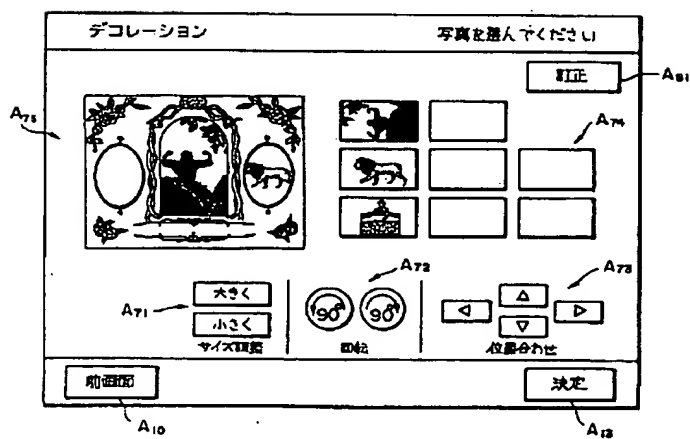 デコレーション
写真を選んでください
訂正
A81
A75
A74
A72
A73
A71
大きく
小さく
サイズ調整
90°
90°
回転
位置合わせ
前画面
決定
A10
A13